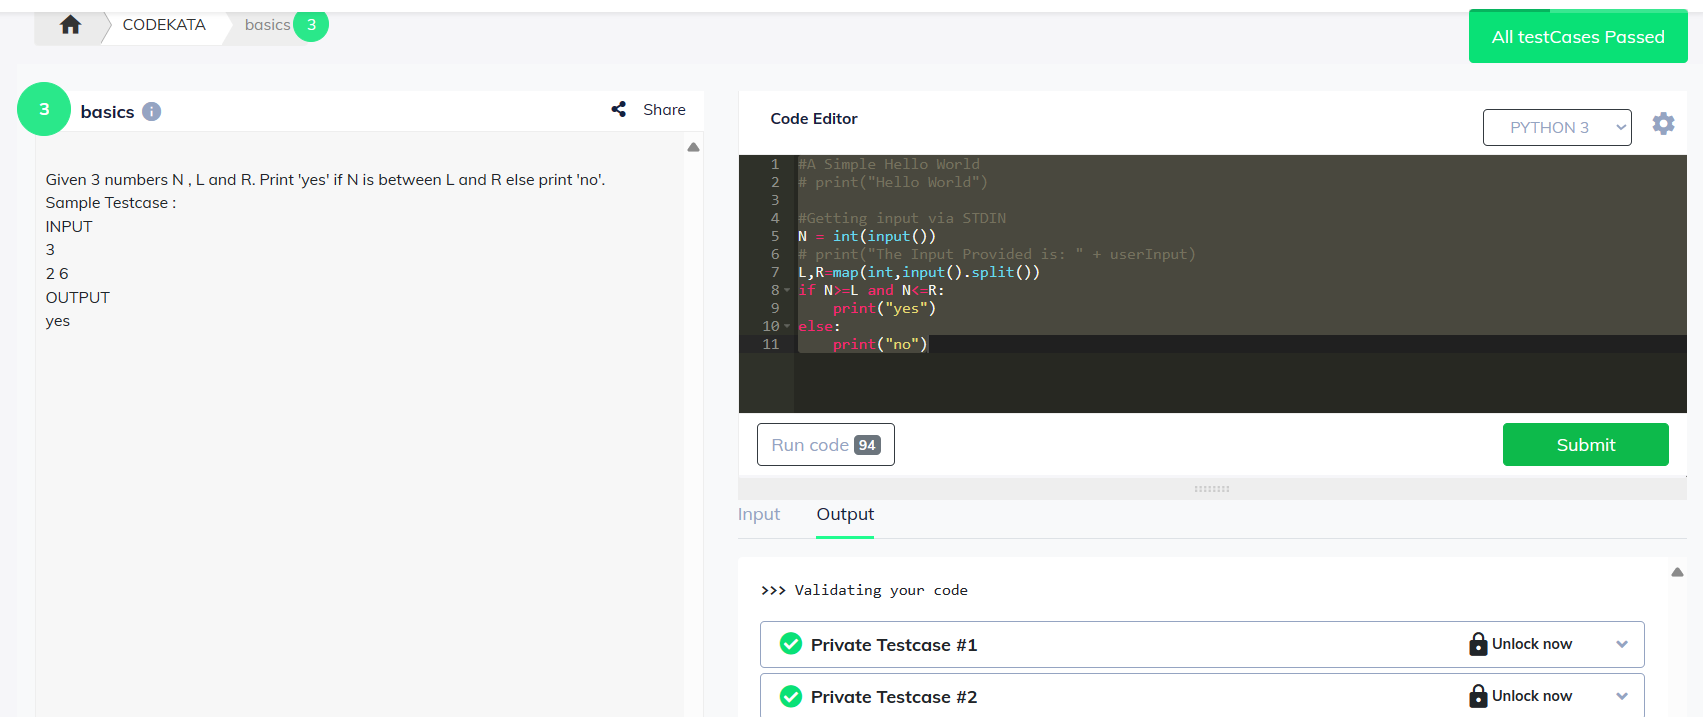 CODEKATA
basics 3
All testCases Passed
3 basics
Share
Given 3 numbers N , L and R. Print 'yes' if N is between L and R else print 'no'.
Sample Testcase :
INPUT
3
2 6
OUTPUT
yes
Code Editor
PYTHON 3
1 #A Simple Hello World
2 # print("Hello World")
3
4 #Getting input via STDIN
5 N = int(input())
6 # print("The Input Provided is: " + userInput)
7 L,R=map(int,input().split())
8 if N>=L and N<=R:
9     print("yes")
10 else:
11     print("no")
Run code 94
Submit
Input
Output
>>> Validating your code
Private Testcase #1
Unlock now
Private Testcase #2
Unlock now